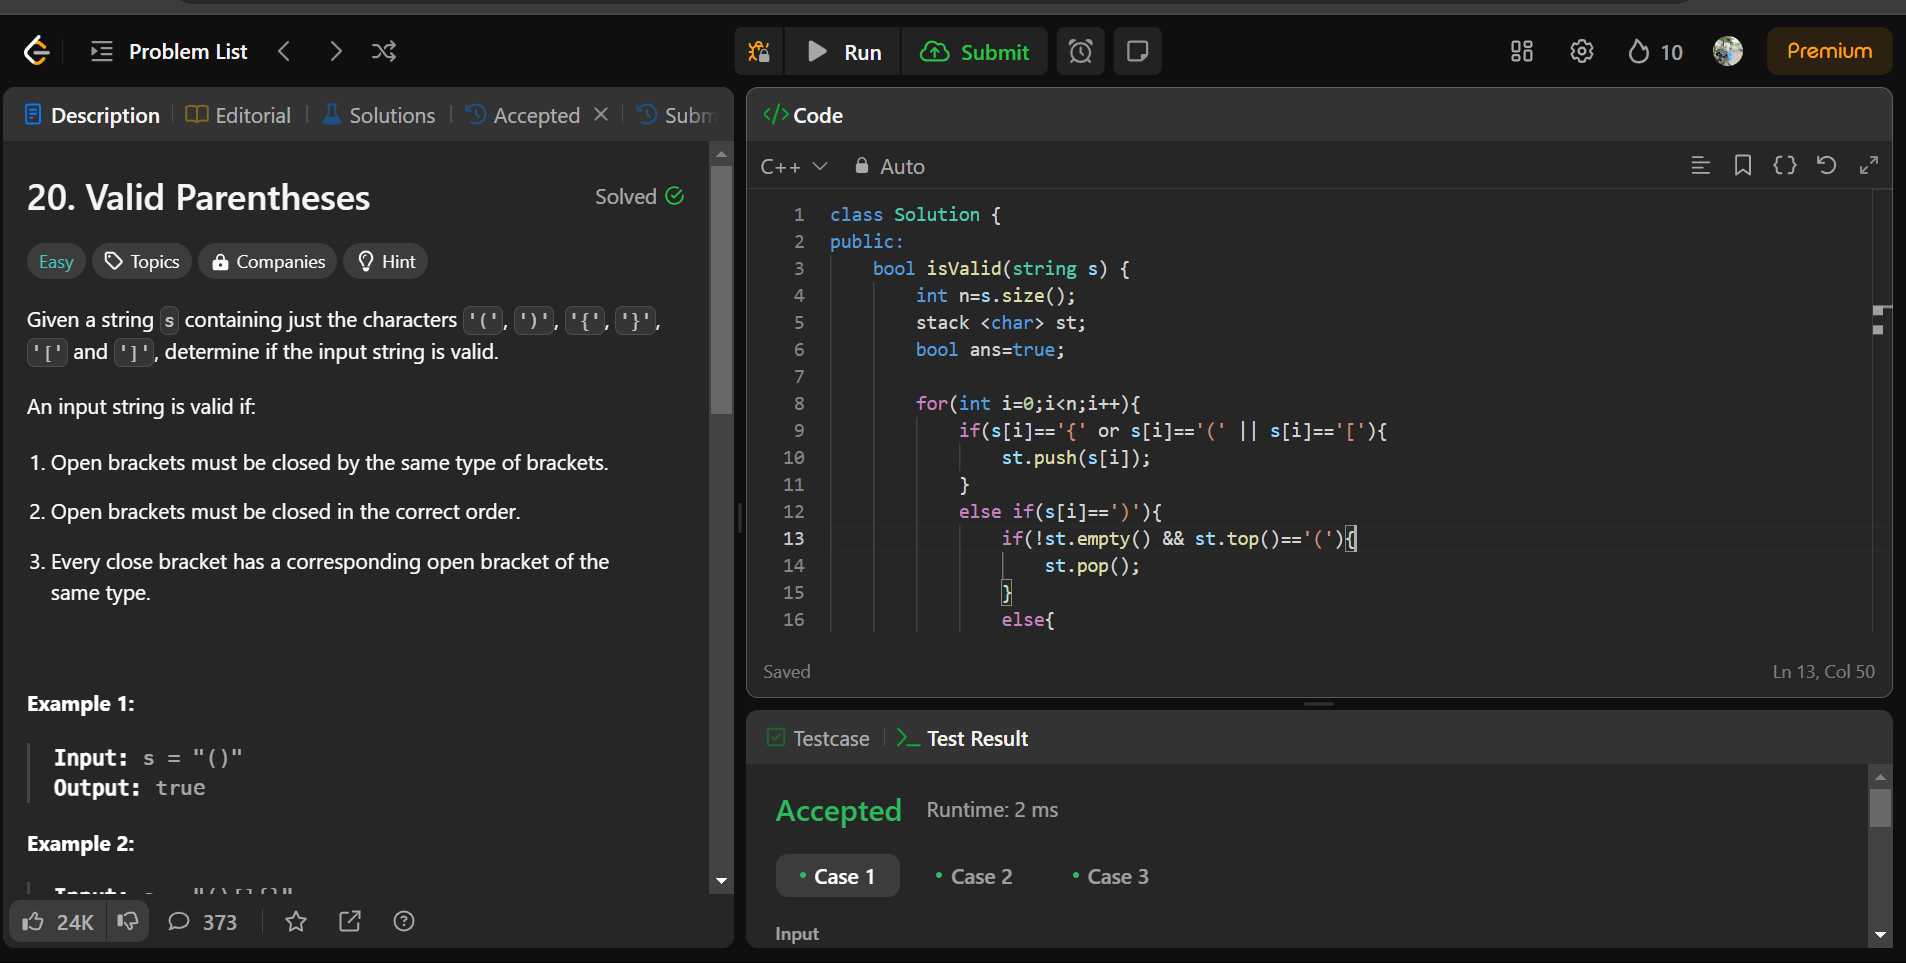 Problem List
Run
Submit
10
Premium
Description
Editorial
Solutions
Accepted
Subm
20. Valid Parentheses
Solved
Easy
Topics
Companies
Hint
Given a string s containing just the characters '(', ')', '{', '}',
'[' and ']', determine if the input string is valid.
An input string is valid if:
1. Open brackets must be closed by the same type of brackets.
2. Open brackets must be closed in the correct order.
3. Every close bracket has a corresponding open bracket of the
same type.
Example 1:
Input: s = "()"
Output: true
Example 2:
Input: s = "()[]{}"
24K
373
</>Code
C++
Auto
1 class Solution {
2 public:
3 bool isValid(string s) {
4 int n=s.size();
5 stack <char> st;
6 bool ans=true;
7
8 for(int i=0;i<n;i++){
9 if(s[i]=='{' or s[i]=='(' || s[i]=='['){
10 st.push(s[i]);
11 }
12 else if(s[i]==')'){
13 if(!st.empty() && st.top()=='('){
14 st.pop();
15 }
16 else{
Saved
Ln 13, Col 50
Testcase
Test Result
Accepted
Runtime: 2 ms
Case 1
Case 2
Case 3
Input